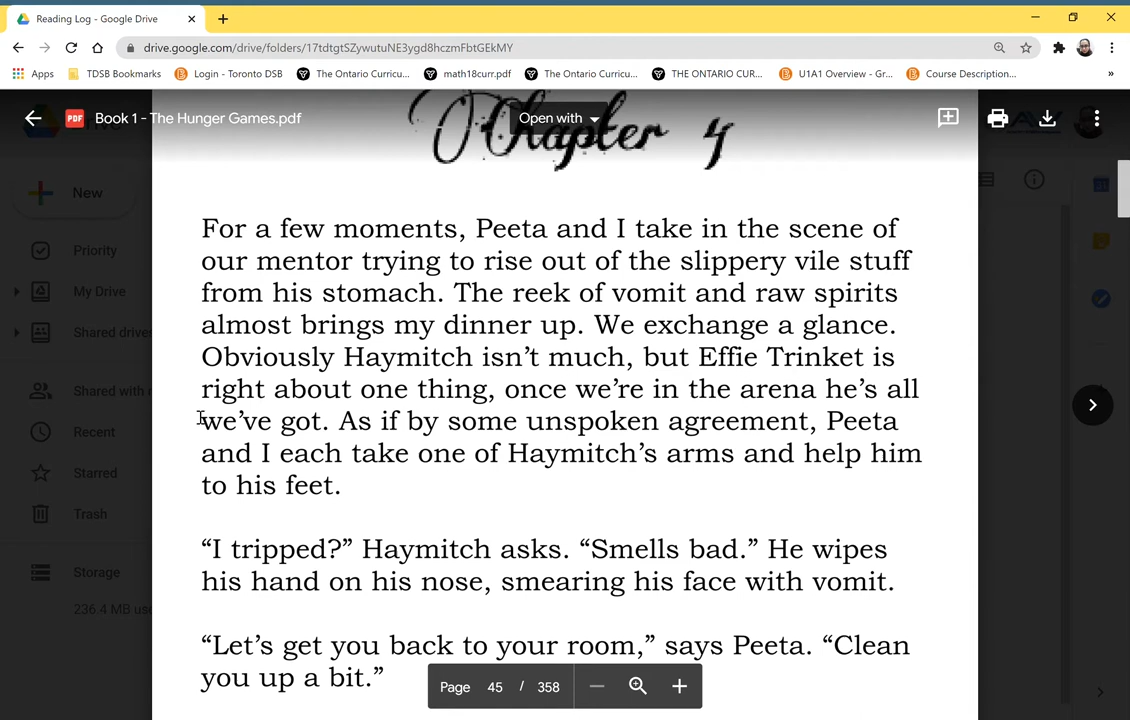 Reading Log - Google Drive
drive.google.com/drive/folders/17tdtgtSZywutuNE3ygd8hczmFbtGEkMY
Apps TDSB Bookmarks Login - Toronto DSB The Ontario Curricu... math18curr.pdf The Ontario Curricu... THE ONTARIO CUR... U1A1 Overview - Gr... Course Description... »
PDF Book 1 - The Hunger Games.pdf Open with
Chapter 4
New
Priority
My Drive
Shared drives
Shared with
Recent
Starred
Trash
Storage
236.4 MB
For a few moments, Peeta and I take in the scene of
our mentor trying to rise out of the slippery vile stuff
from his stomach. The reek of vomit and raw spirits
almost brings my dinner up. We exchange a glance.
Obviously Haymitch isn’t much, but Effie Trinket is
right about one thing, once we’re in the arena he’s all
we’ve got. As if by some unspoken agreement, Peeta
and I each take one of Haymitch’s arms and help him
to his feet.
“I tripped?” Haymitch asks. “Smells bad.” He wipes
his hand on his nose, smearing his face with vomit.
“Let’s get you back to your room,” says Peeta. “Clean
you up a bit.”
Page 45 / 358